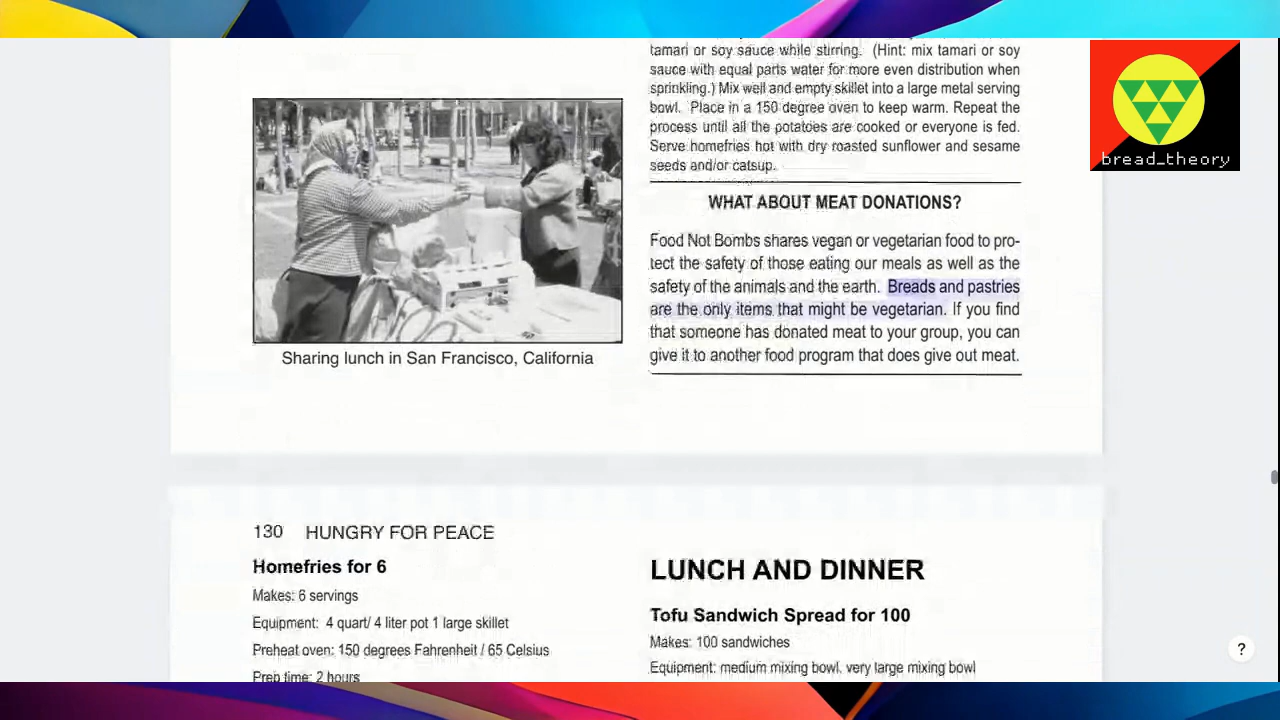 tamari or soy sauce while stirring. (Hint: mix tamari or soy
sauce with equal parts water for more even distribution when
sprinkling.) Mix well and empty skillet into a large metal serving
bowl. Place in a 150 degree oven to keep warm. Repeat the
process until all the potatoes are cooked or everyone is fed.
Serve homefries hot with dry roasted sunflower and sesame
seeds and/or catsup.
bread_theory
Sharing lunch in San Francisco, California
WHAT ABOUT MEAT DONATIONS?
Food Not Bombs shares vegan or vegetarian food to pro-
tect the safety of those eating our meals as well as the
safety of the animals and the earth. Breads and pastries
are the only items that might be vegetarian. If you find
that someone has donated meat to your group, you can
give it to another food program that does give out meat.
130 HUNGRY FOR PEACE
Homefries for 6
Makes: 6 servings
Equipment: 4 quart/ 4 liter pot 1 large skillet
Preheat oven: 150 degrees Fahrenheit / 65 Celsius
Prep time: 2 hours
LUNCH AND DINNER
Tofu Sandwich Spread for 100
Makes: 100 sandwiches
Equipment: medium mixing bowl, very large mixing bowl
?